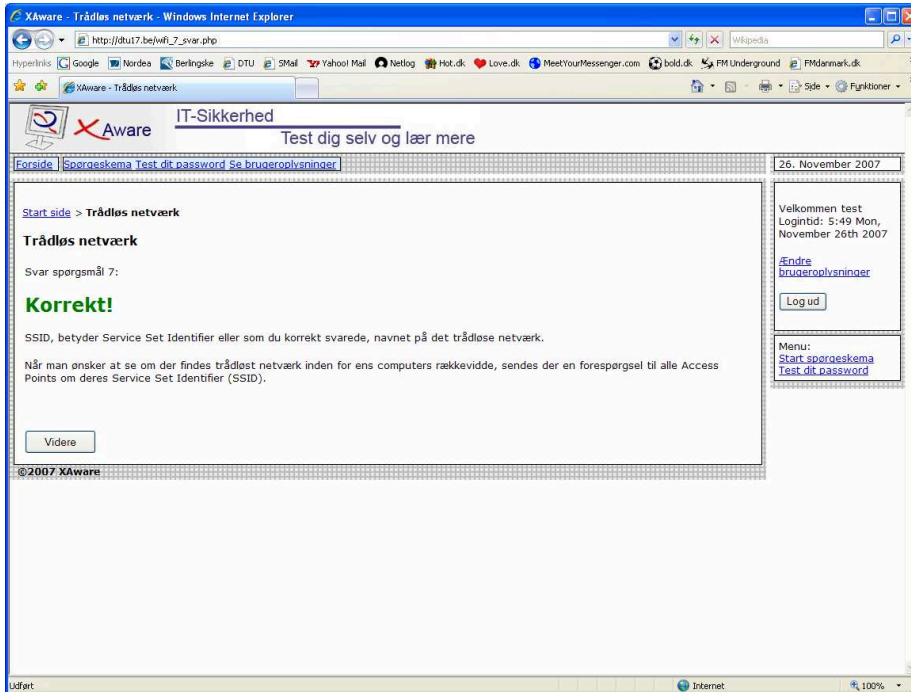 XAware - Trådløs netværk - Windows Internet Explorer
http://dtu17.be/wifi_7_svar.php
Wikipedia
Hyperlinks Google Nordea Berlingske DTU SMail Yahoo! Mail Netlog Hot.dk Love.dk MeetYourMessenger.com bold.dk FM Underground FMdanmark.dk
XAware - Trådløs netværk
Side Funktioner
XAware
IT-Sikkerhed
Test dig selv og lær mere
Forside Spørgeskema Test dit password Se brugeroplysninger
26. November 2007
Start side > Trådløs netværk
Trådløs netværk
Svar spørgsmål 7:
Korrekt!
SSID, betyder Service Set Identifier eller som du korrekt svarede, navnet på det trådløse netværk.
Når man ønsker at se om der findes trådløst netværk inden for ens computers rækkevidde, sendes der en forespørgsel til alle Access
Points om deres Service Set Identifier (SSID).
Videre
©2007 XAware
Velkommen test
Logintid: 5:49 Mon,
November 26th 2007
Ændre
brugeroplysninger
Log ud
Menu:
Start spørgeskema
Test dit password
Udført
Internet
100%